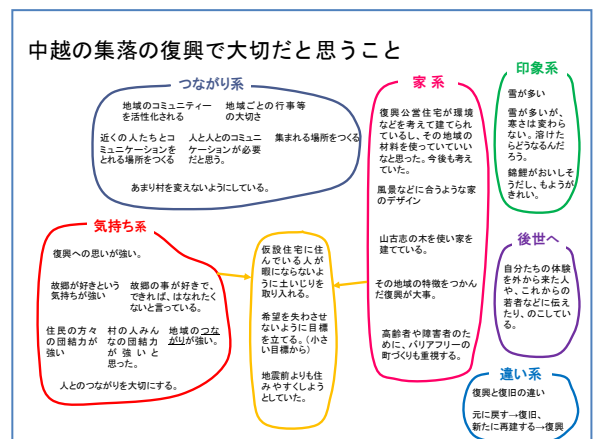 中越の集落の復興で大切だと思うこと
つながり系
地域のコミュニティー
を活性化される
地域ごとの行事等
の大切さ
近くの人たちとコ
ミュニケーションを
とれる場所をつくる
人と人とのコミュニ
ケーションが必要
だと思う。
集まれる場所をつくる
あまり村を変えないようにしている。
気持ち系
復興への思いが強い。
故郷が好きという
気持ちが強い
故郷の事が好きで、
できれば、はなれたく
ないと言っている。
住民の方々
の団結力が
強い
村の人みん
なの団結力
が強いと
思った。
地域のつな
がりが強い。
人とのつながりを大切にする。
仮設住宅に住
んでいる人が
暇にならないよ
うに土いじりを
取り入れる。
希望を失わさせ
ないように目標
を立てる。（小さ
い目標から）
地震前よりも住
みやすくしようと
していた。
家系
復興公営住宅が環境
などを考えて建てられ
ているし、その地域の
材料を使っていていい
なと思った。今後も考え
ていた。
風景などに合うような家
のデザイン
山古志の木を使い家を
建てている。
その地域の特徴をつかん
だ復興が大事。
高齢者や障害者のた
めに、バリアフリーの
町づくりも重視する。
印象系
雪が多い
雪が多いが、
寒さは変わら
ない。溶けた
らどうなるんだ
ろう。
錦鯉がおいしそ
うだし、もようが
きれい。
後世へ
自分たちの体験
を外から来た人
や、これからの
若者などに伝え
たり、のこしてい
る。
違い系
復興と復旧の違い
元に戻す→復旧、
新たに再建する→復興